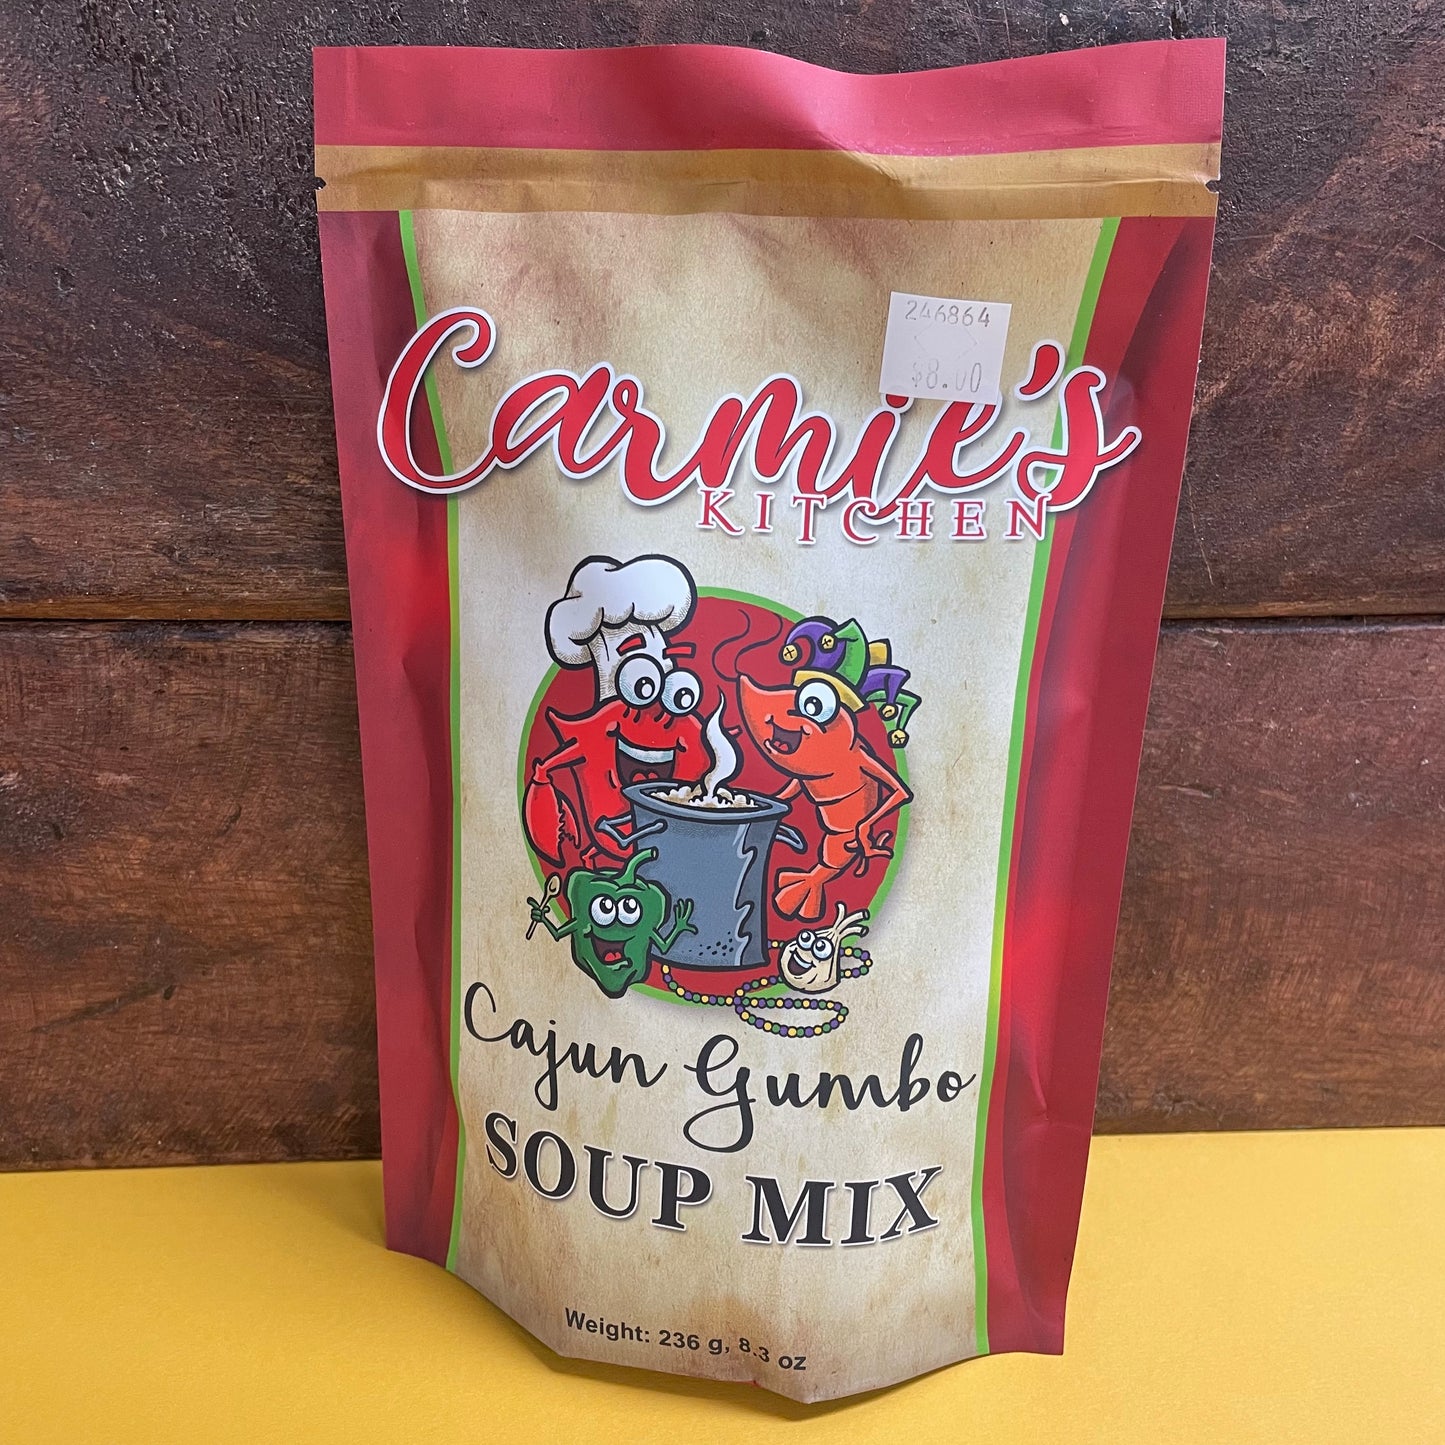 246864
$8.00
Carmie's
KITCHEN
Cajun Gumbo
SOUP MIX
Weight: 236 g, 8.3 oz